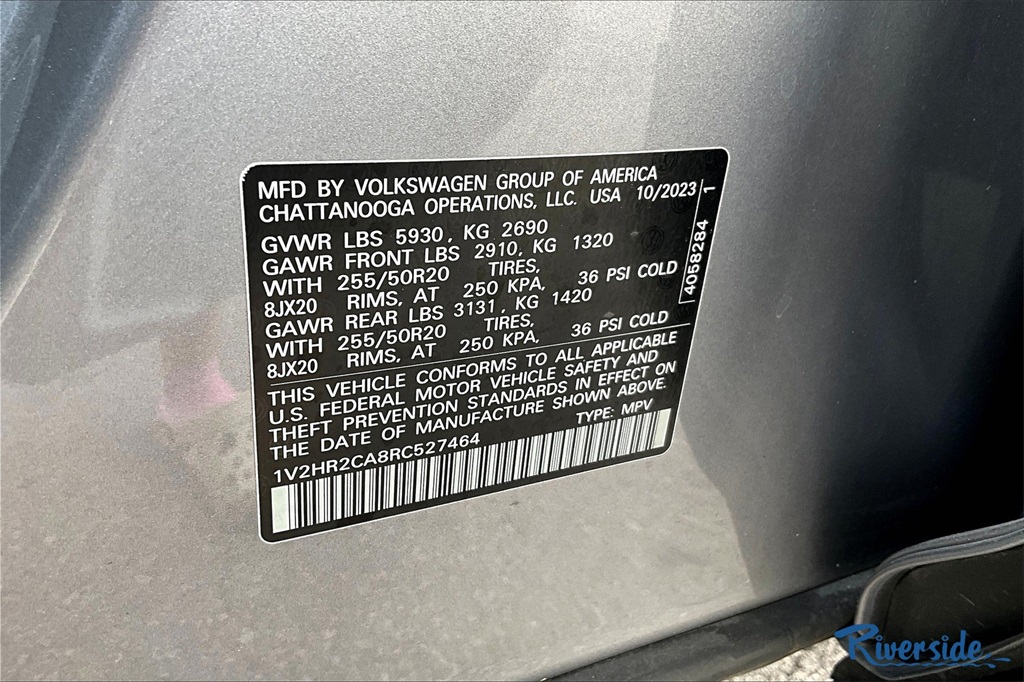 MFD BY VOLKSWAGEN GROUP OF AMERICA
CHATTANOOGA OPERATIONS, LLC. USA 10/2023
GVWR LBS 5930, KG 2690
GAWR FRONT LBS 2910, KG 1320
WITH 255/50R20 TIRES,
8JX20 RIMS, AT 250 KPA, 36 PSI COLD
GAWR REAR LBS 3131, KG 1420
WITH 255/50R20 TIRES,
8JX20 RIMS, AT 250 KPA, 36 PSI COLD
THIS VEHICLE CONFORMS TO ALL APPLICABLE
U.S. FEDERAL MOTOR VEHICLE SAFETY AND
THEFT PREVENTION STANDARDS IN EFFECT ON
THE DATE OF MANUFACTURE SHOWN ABOVE.
1V2HR2CA8RC527464 TYPE: MPV
4058284 1
Riverside